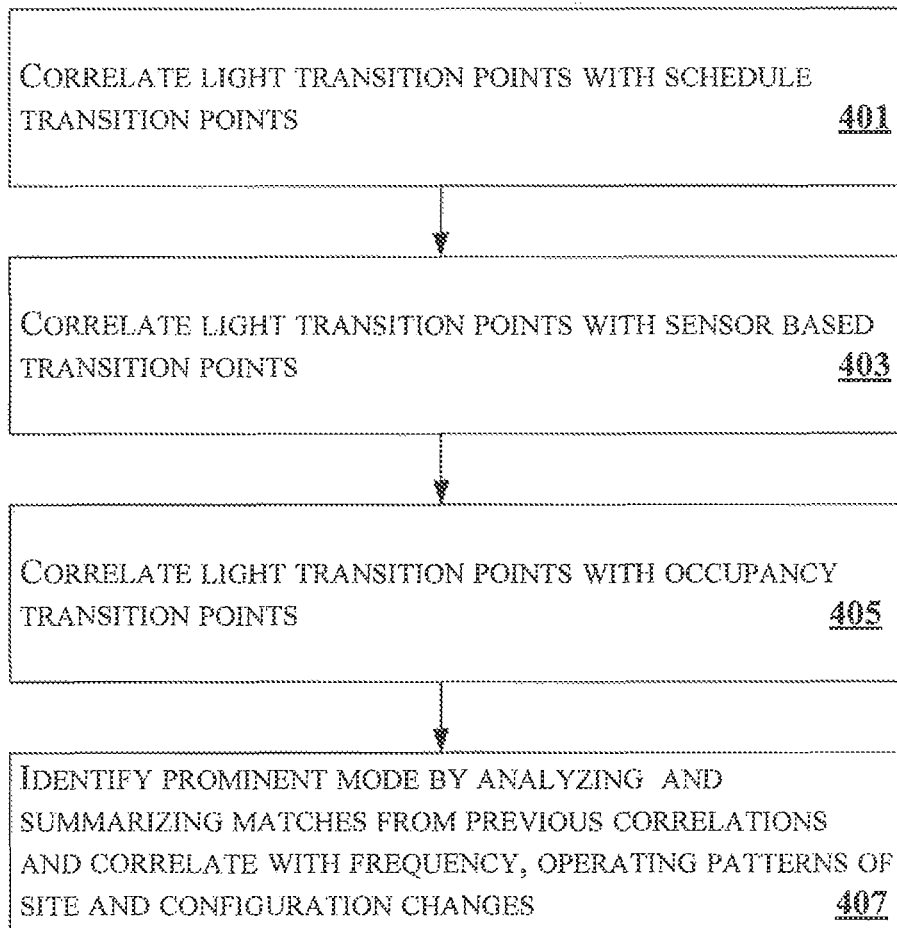 CORRELATE LIGHT TRANSITION POINTS WITH SCHEDULE
TRANSITION POINTS 401
CORRELATE LIGHT TRANSITION POINTS WITH SENSOR BASED
TRANSITION POINTS 403
CORRELATE LIGHT TRANSITION POINTS WITH OCCUPANCY
TRANSITION POINTS 405
IDENTIFY PROMINENT MODE BY ANALYZING AND
SUMMARIZING MATCHES FROM PREVIOUS CORRELATIONS
AND CORRELATE WITH FREQUENCY, OPERATING PATTERNS OF
SITE AND CONFIGURATION CHANGES 407